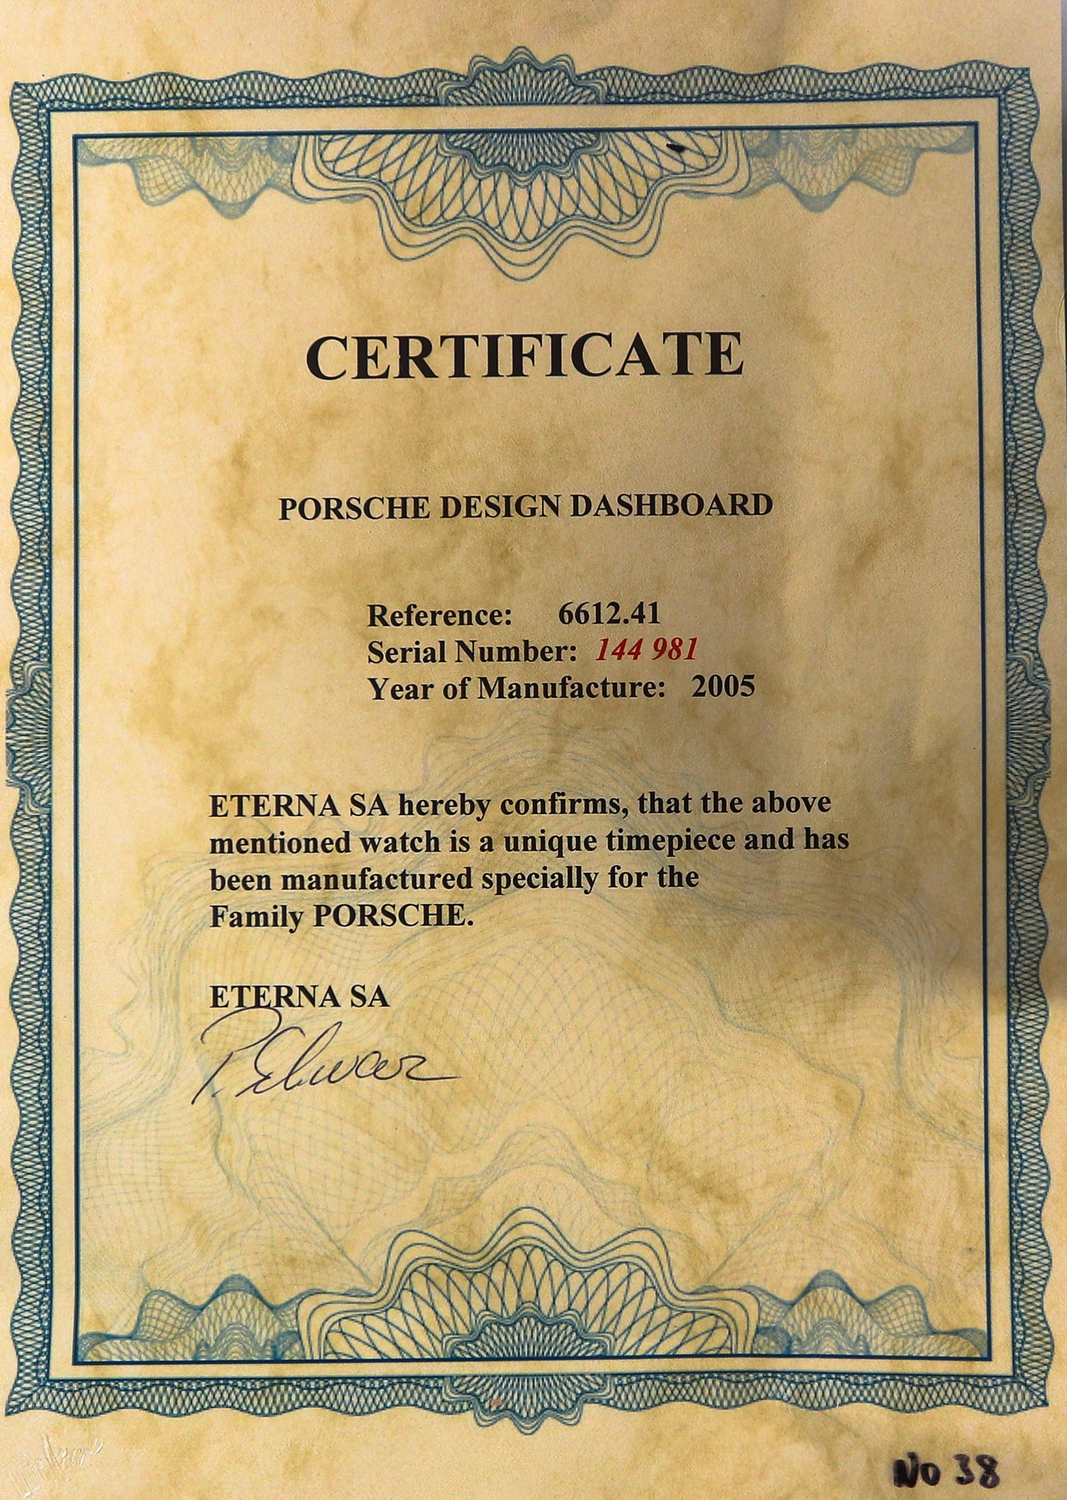 CERTIFICATE
PORSCHE DESIGN DASHBOARD
Reference: 6612.41
Serial Number: 144 981
Year of Manufacture: 2005
ETERNA SA hereby confirms, that the above
mentioned watch is a unique timepiece and has
been manufactured specially for the
Family PORSCHE.
ETERNA SA
No 38